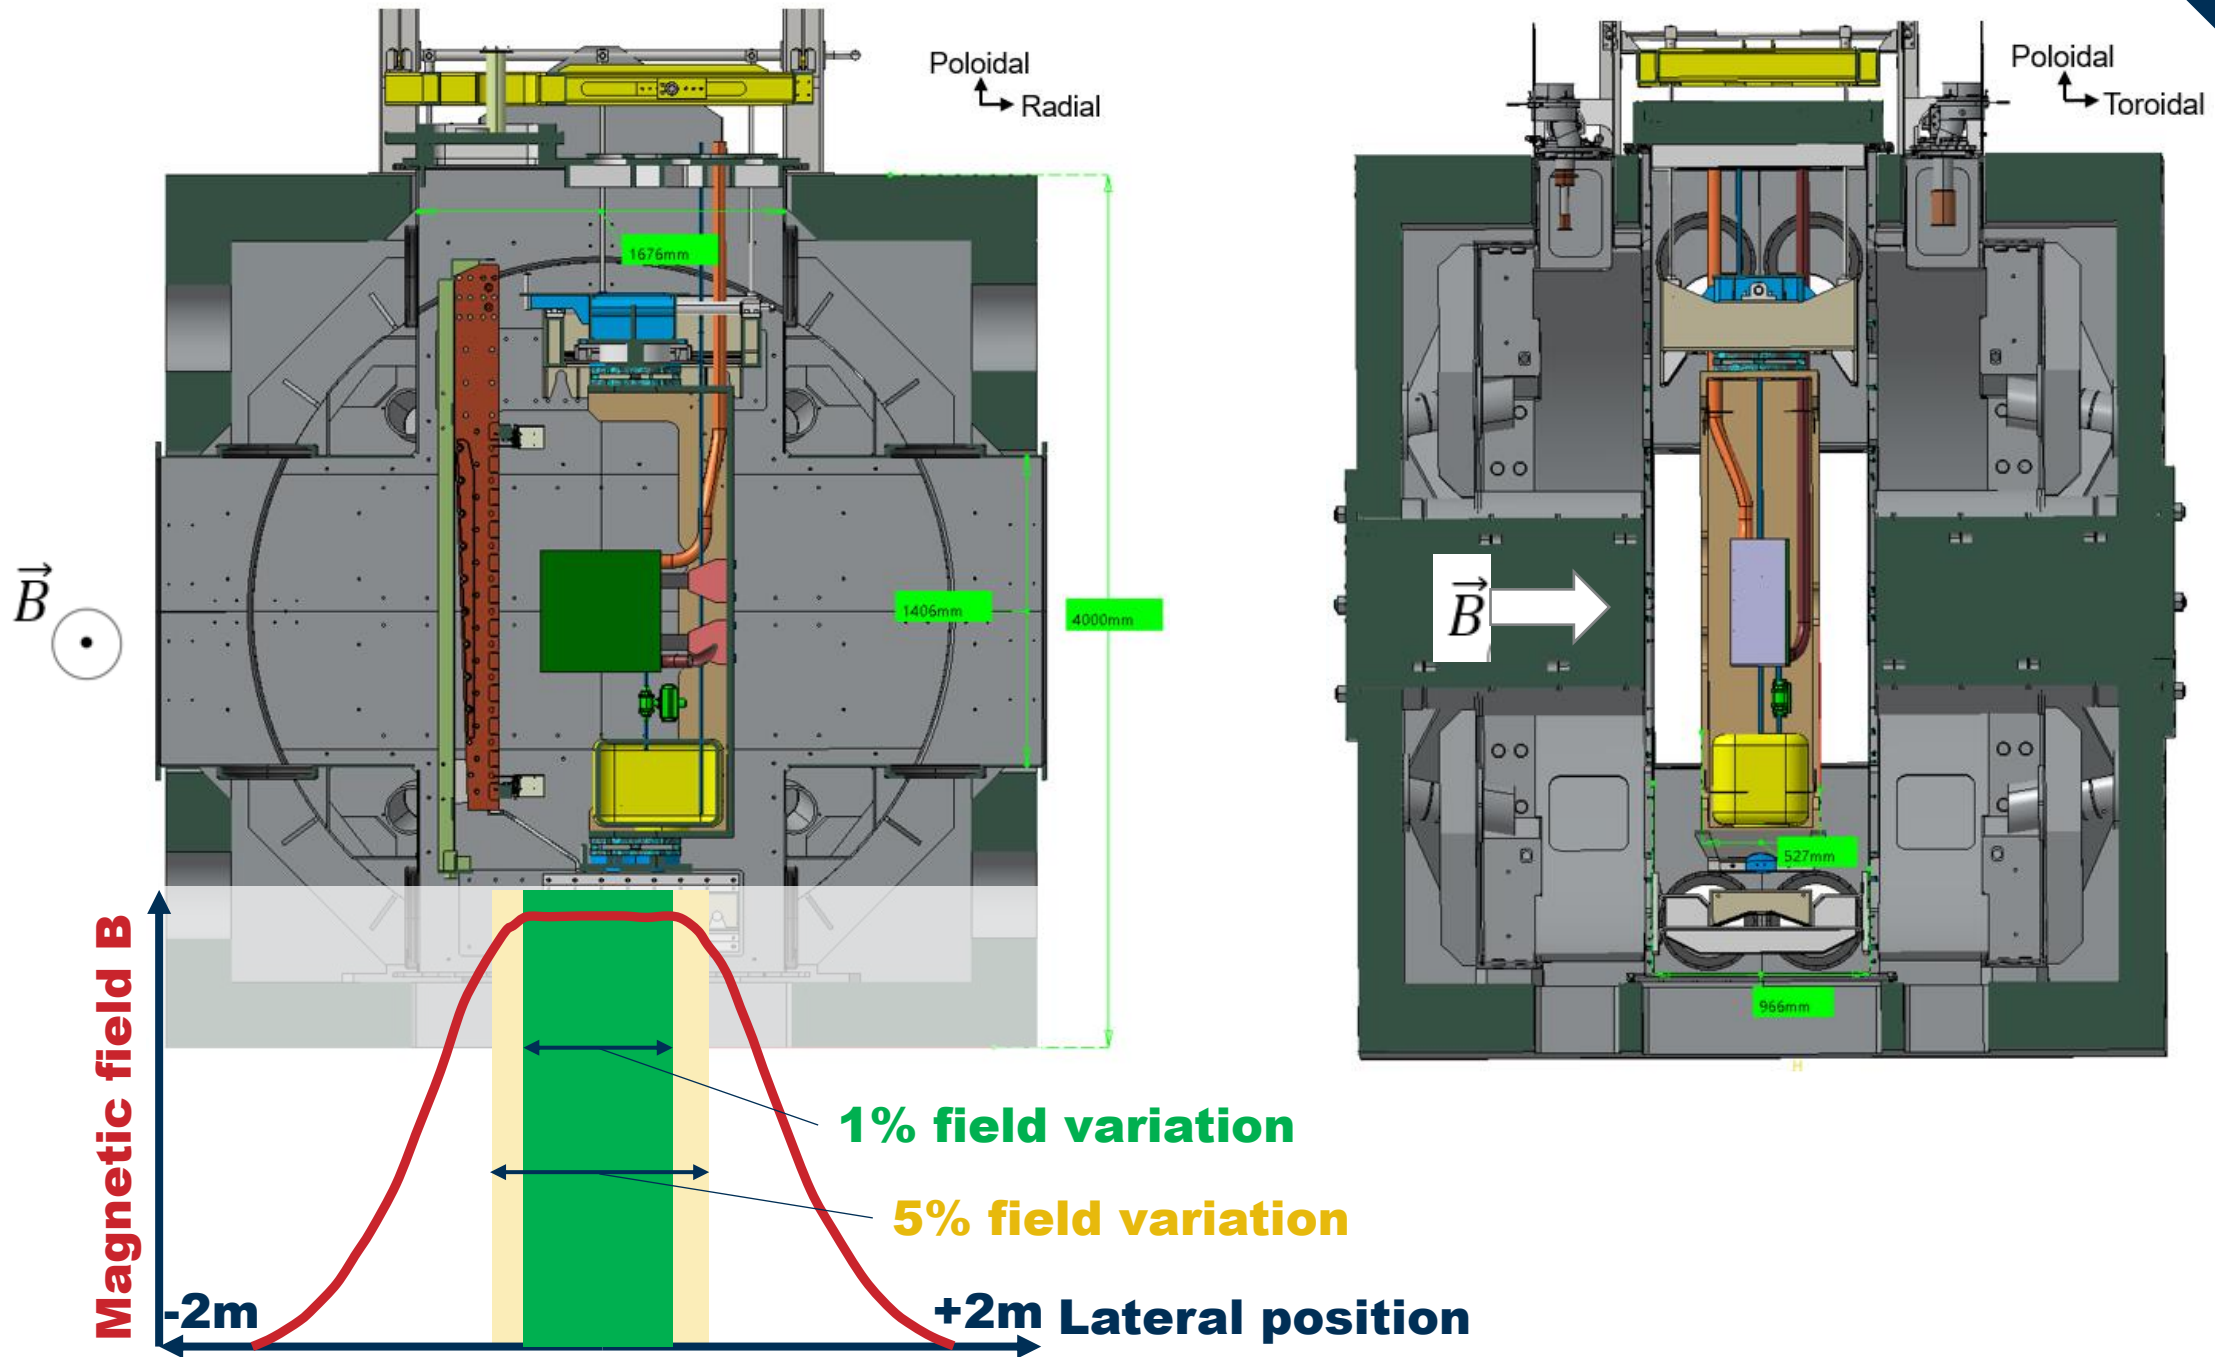 Poloidal
Radial
Poloidal
Toroidal
1676mm
B
1406mm
4000mm
B
527mm
966mm
Magnetic field B
1% field variation
5% field variation
-2m
+2m
Lateral position
H